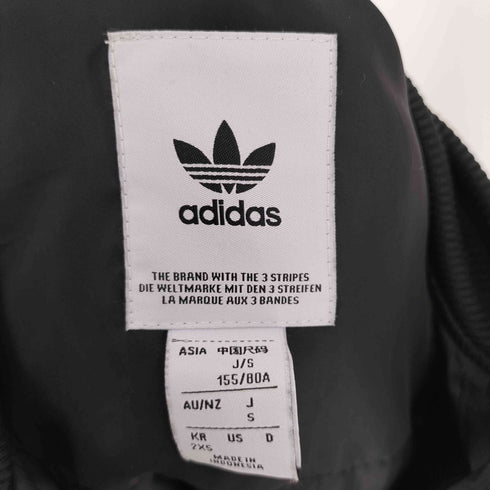 adidas
THE BRAND WITH THE 3 STRIPES
DIE WELTMARKE MIT DEN 3 STREIFEN
LA MARQUE AUX 3 BANDES
ASIA 中国尺码
J/S
155/80A
AU/NZ J
S
KR US D
2XS
MADE IN
INDONESIA